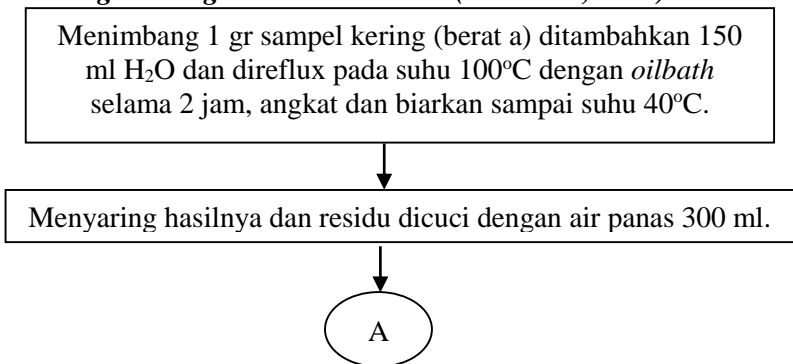 Menimbang 1 gr sampel kering (berat a) ditambahkan 150
ml H₂O dan direflux pada suhu 100°C dengan oilbath
selama 2 jam, angkat dan biarkan sampai suhu 40°C.
Menyaring hasilnya dan residu dicuci dengan air panas 300 ml.
A